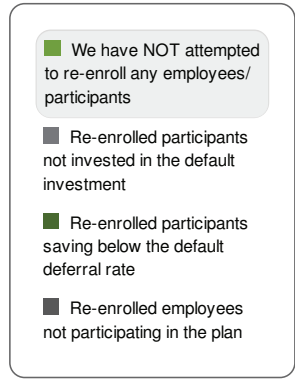 We have NOT attempted
to re-enroll any employees/
participants
Re-enrolled participants
not invested in the default
investment
Re-enrolled participants
saving below the default
deferral rate
Re-enrolled employees
not participating in the plan